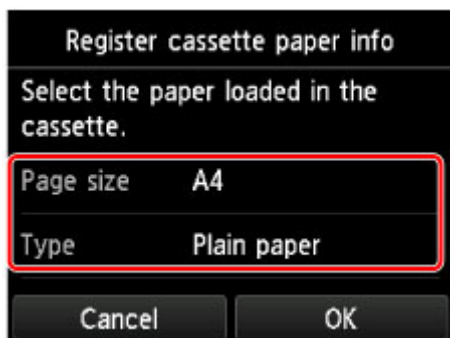 Register cassette paper info
Select the paper loaded in the
cassette.
Page size A4
Type Plain paper
Cancel OK